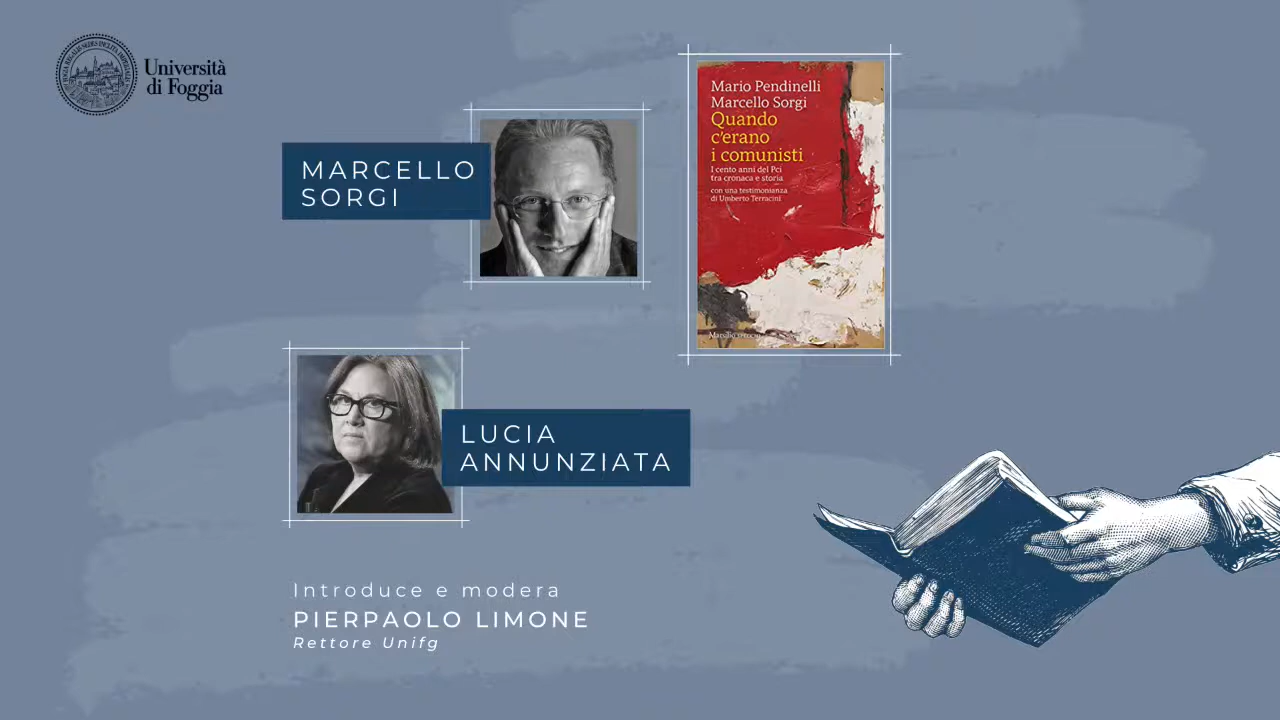 Università
di Foggia
MARCELLO
SORGI
Mario Pendinelli
Marcello Sorgi
Quando
c'erano
i comunisti
I cento anni del Pci
tra cronaca e storia
con una testimonianza
di Umberto Terracini
Marsilio
LUCIA
ANNUNZIATA
Introduce e modera
PIERPAOLO LIMONE
Rettore Unifg